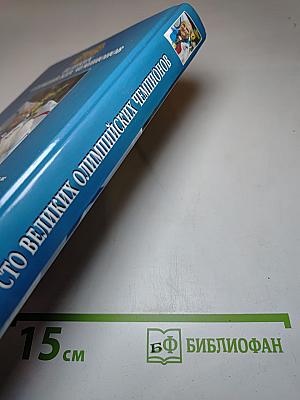 СТО ВЕЛИКИХ ОЛИМПИЙСКИХ ЧЕМПИОНОВ
15 см
БФ БИБЛИОФАН